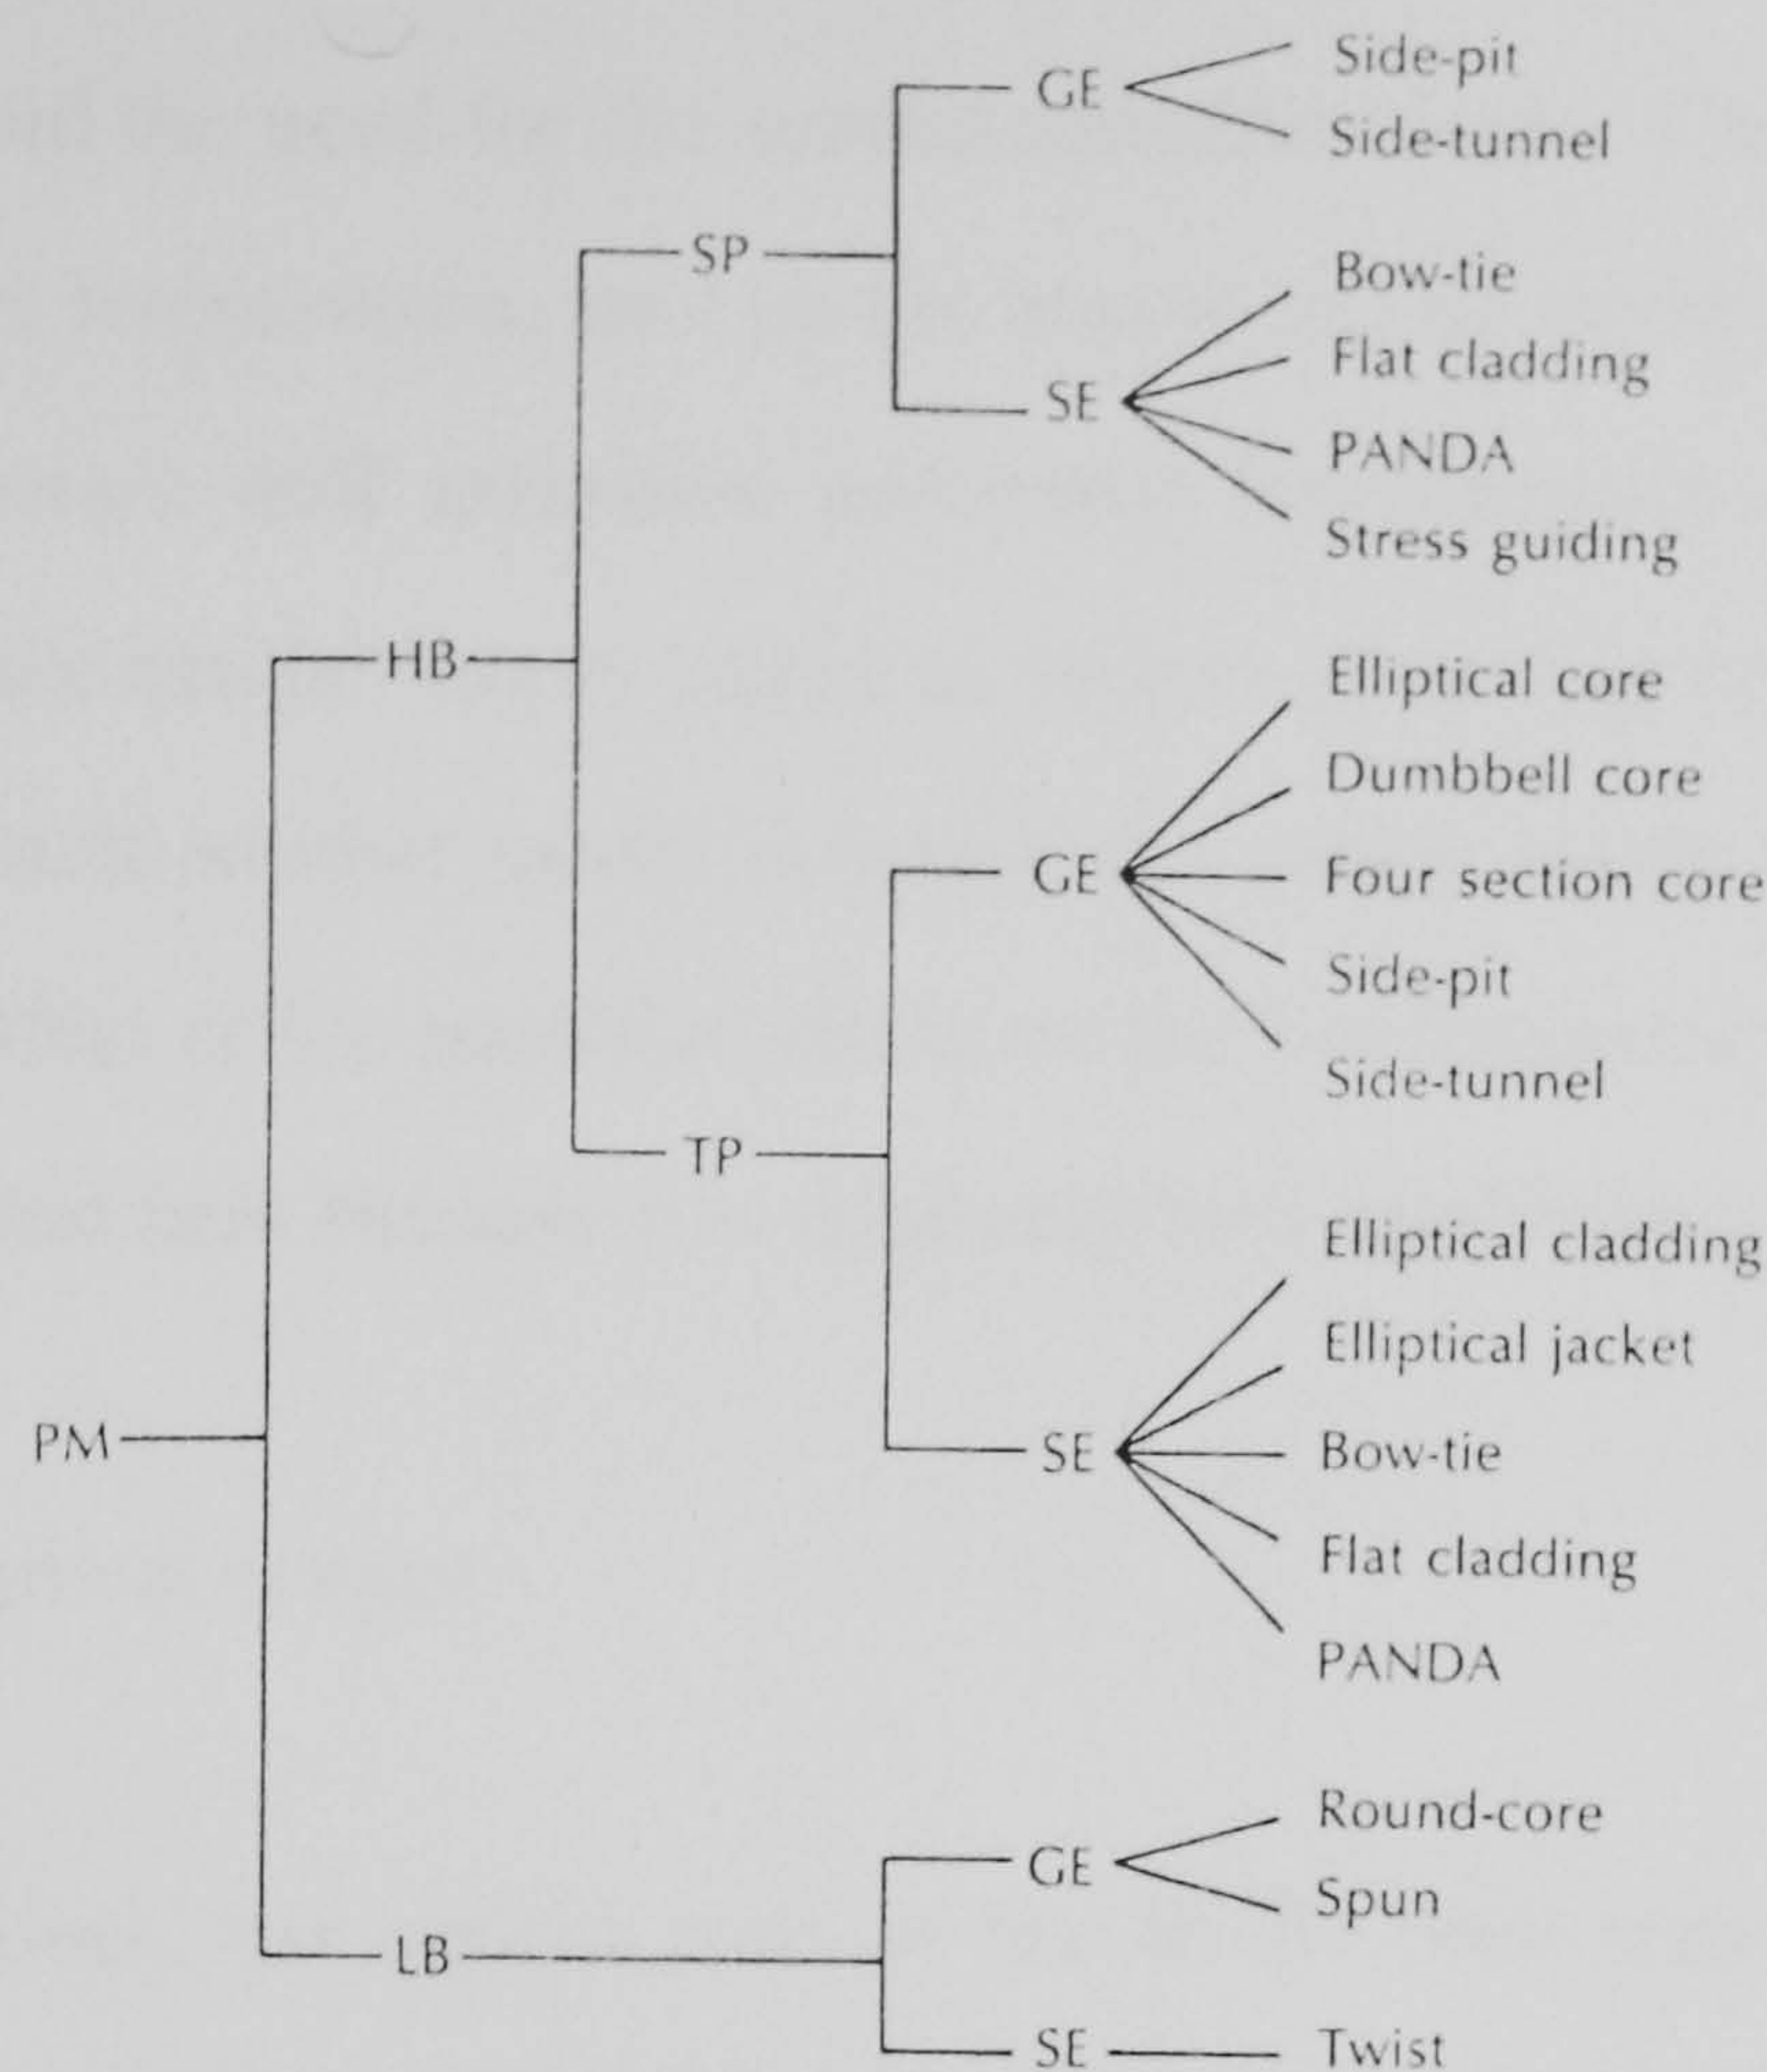 GE
Side-pit
Side-tunnel
SP
Bow-tie
Flat cladding
SE
PANDA
Stress guiding
HB
Elliptical core
Dumbbell core
GE
Four section core
Side-pit
Side-tunnel
TP
Elliptical cladding
Elliptical jacket
PM
SE
Bow-tie
Flat cladding
PANDA
Round-core
GE
Spun
LB
SE
Twist